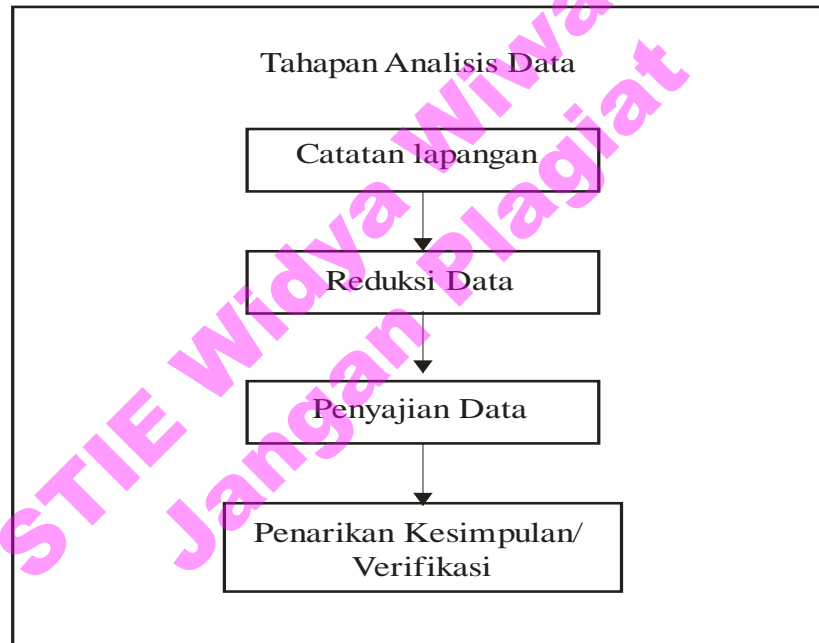 Tahapan Analisis Data
Catatan lapangan
Reduksi Data
Penyajian Data
Penarikan Kesimpulan/
Verifikasi
STIE Widya Wiwa
Jangan Plagiat